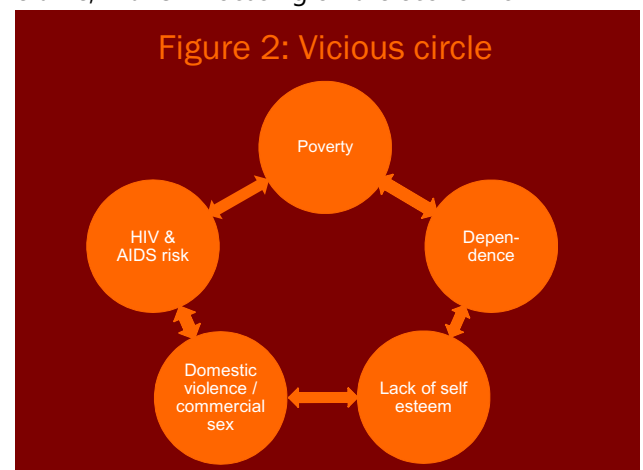 Figure 2: Vicious circle
Poverty
HIV &
AIDS risk
Depen-
dence
Domestic
violence /
commercial
sex
Lack of self
esteem